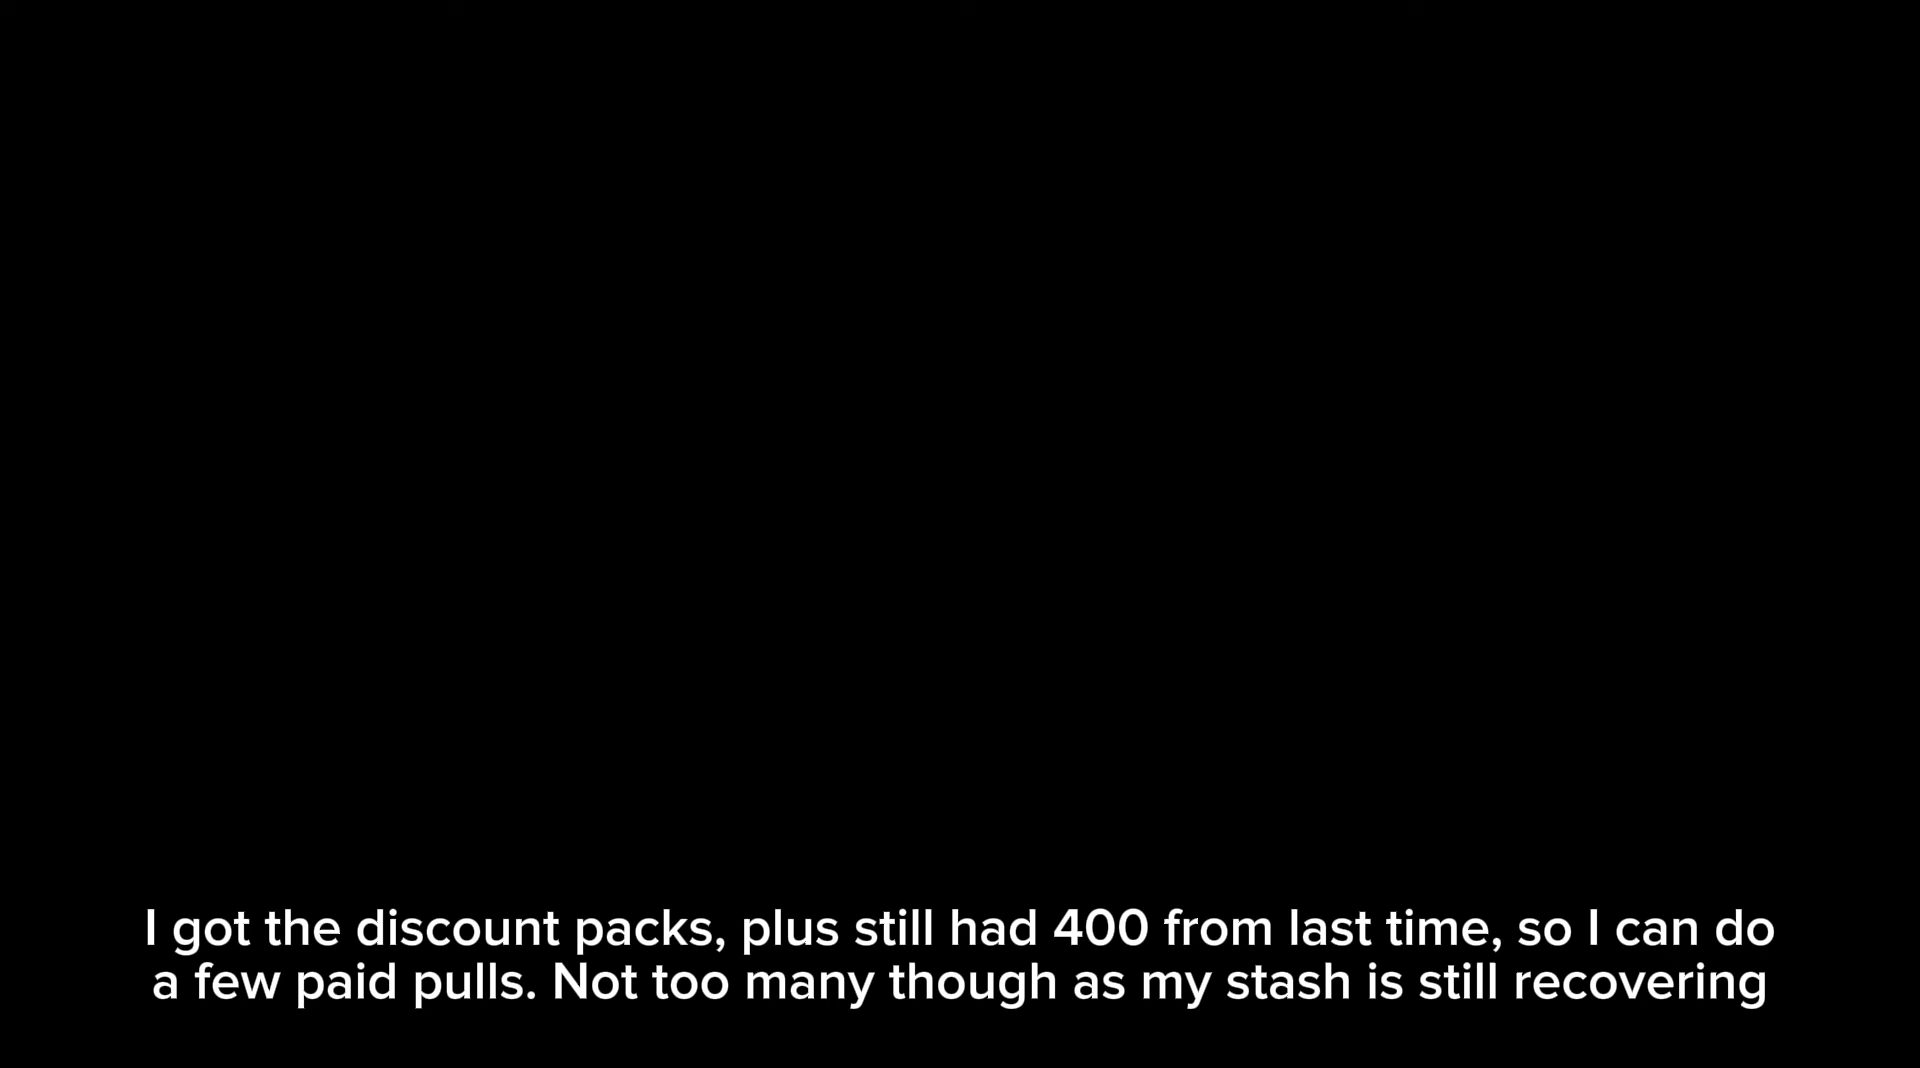 I got the discount packs, plus still had 400 from last time, so I can do
a few paid pulls. Not too many though as my stash is still recovering